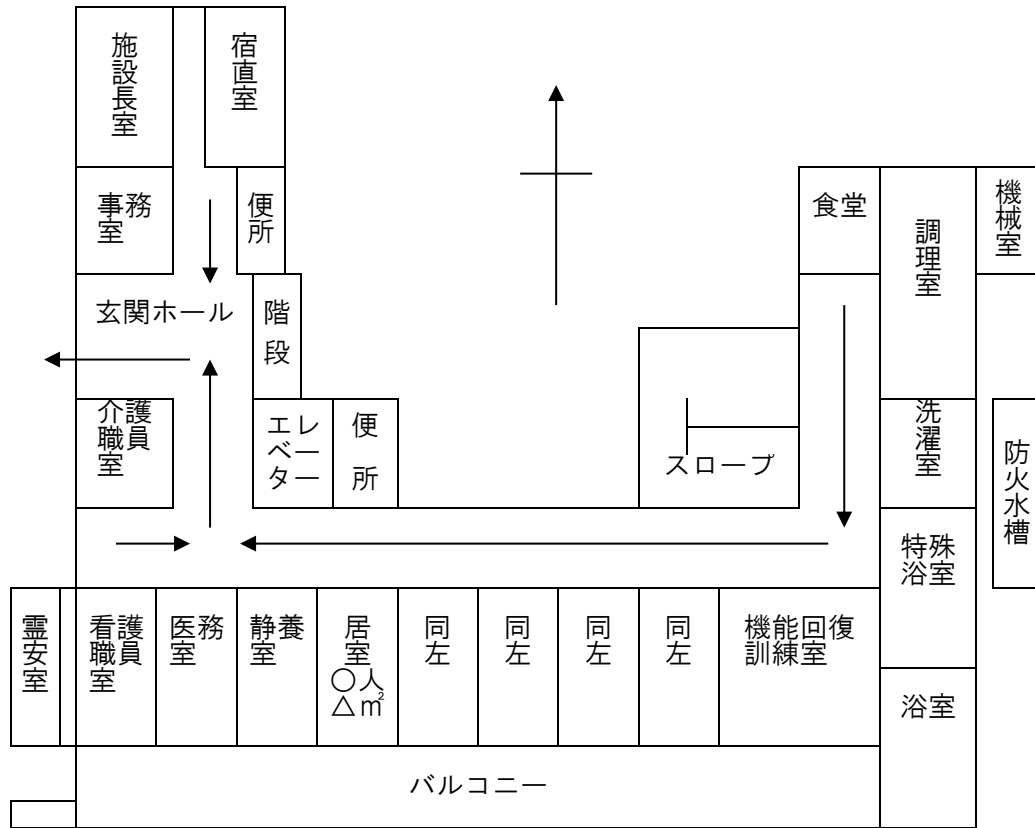 施設長室
宿直室
事務室
便所
食堂
調理室
機械室
玄関ホール
階段
介護職員室
エレベーター
便所
スロープ
洗濯室
防火水槽
特殊浴室
霊安室
看護職員室
医務室
静養室
居室
○人
△㎡
同左
同左
同左
同左
機能回復訓練室
浴室
バルコニー